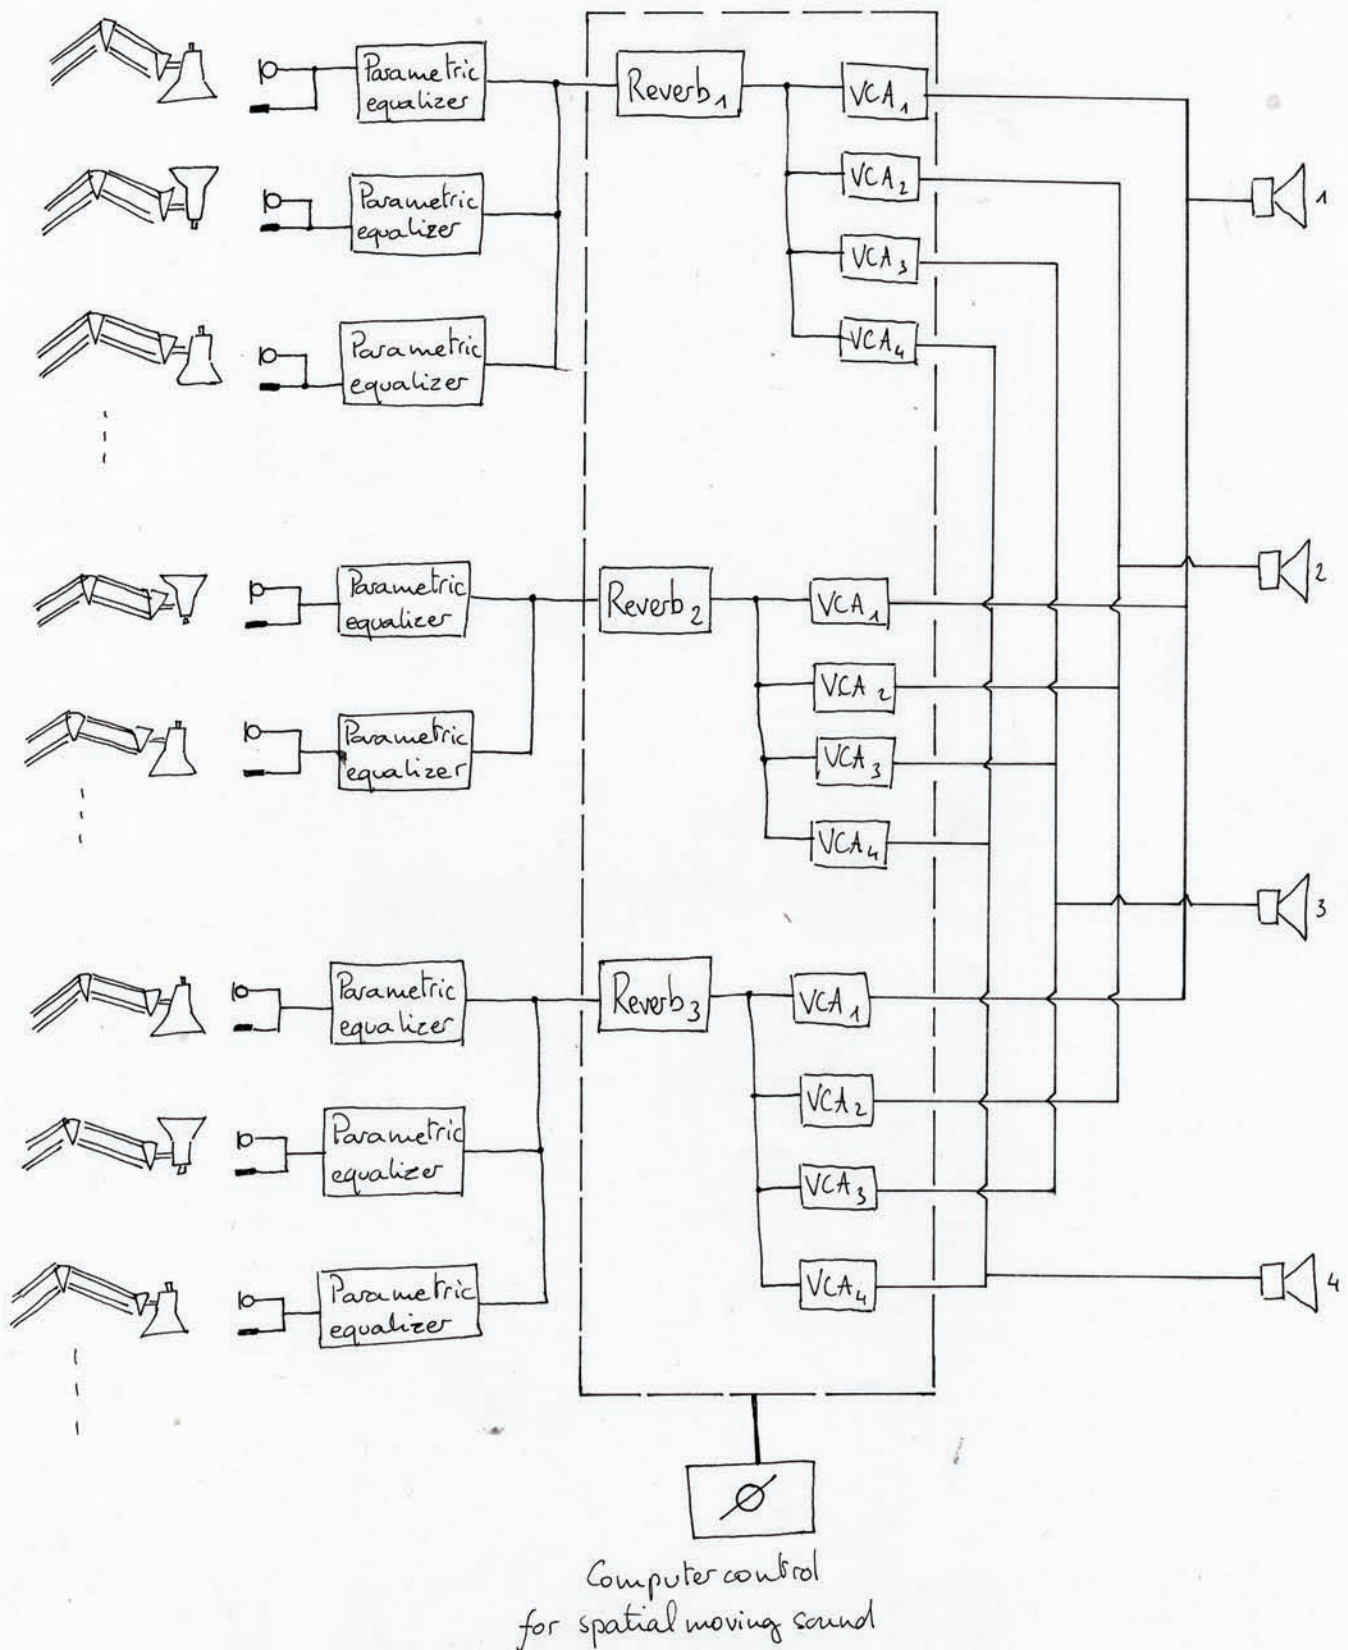 Parametric
equalizer
Reverb1
VCA1
VCA2
VCA3
VCA4
1
Parametric
equalizer
Parametric
equalizer
Parametric
equalizer
Reverb2
VCA1
VCA2
VCA3
VCA4
2
Parametric
equalizer
3
Parametric
equalizer
Reverb3
VCA1
VCA2
VCA3
VCA4
Parametric
equalizer
Parametric
equalizer
4
Computer control
for spatial moving sound